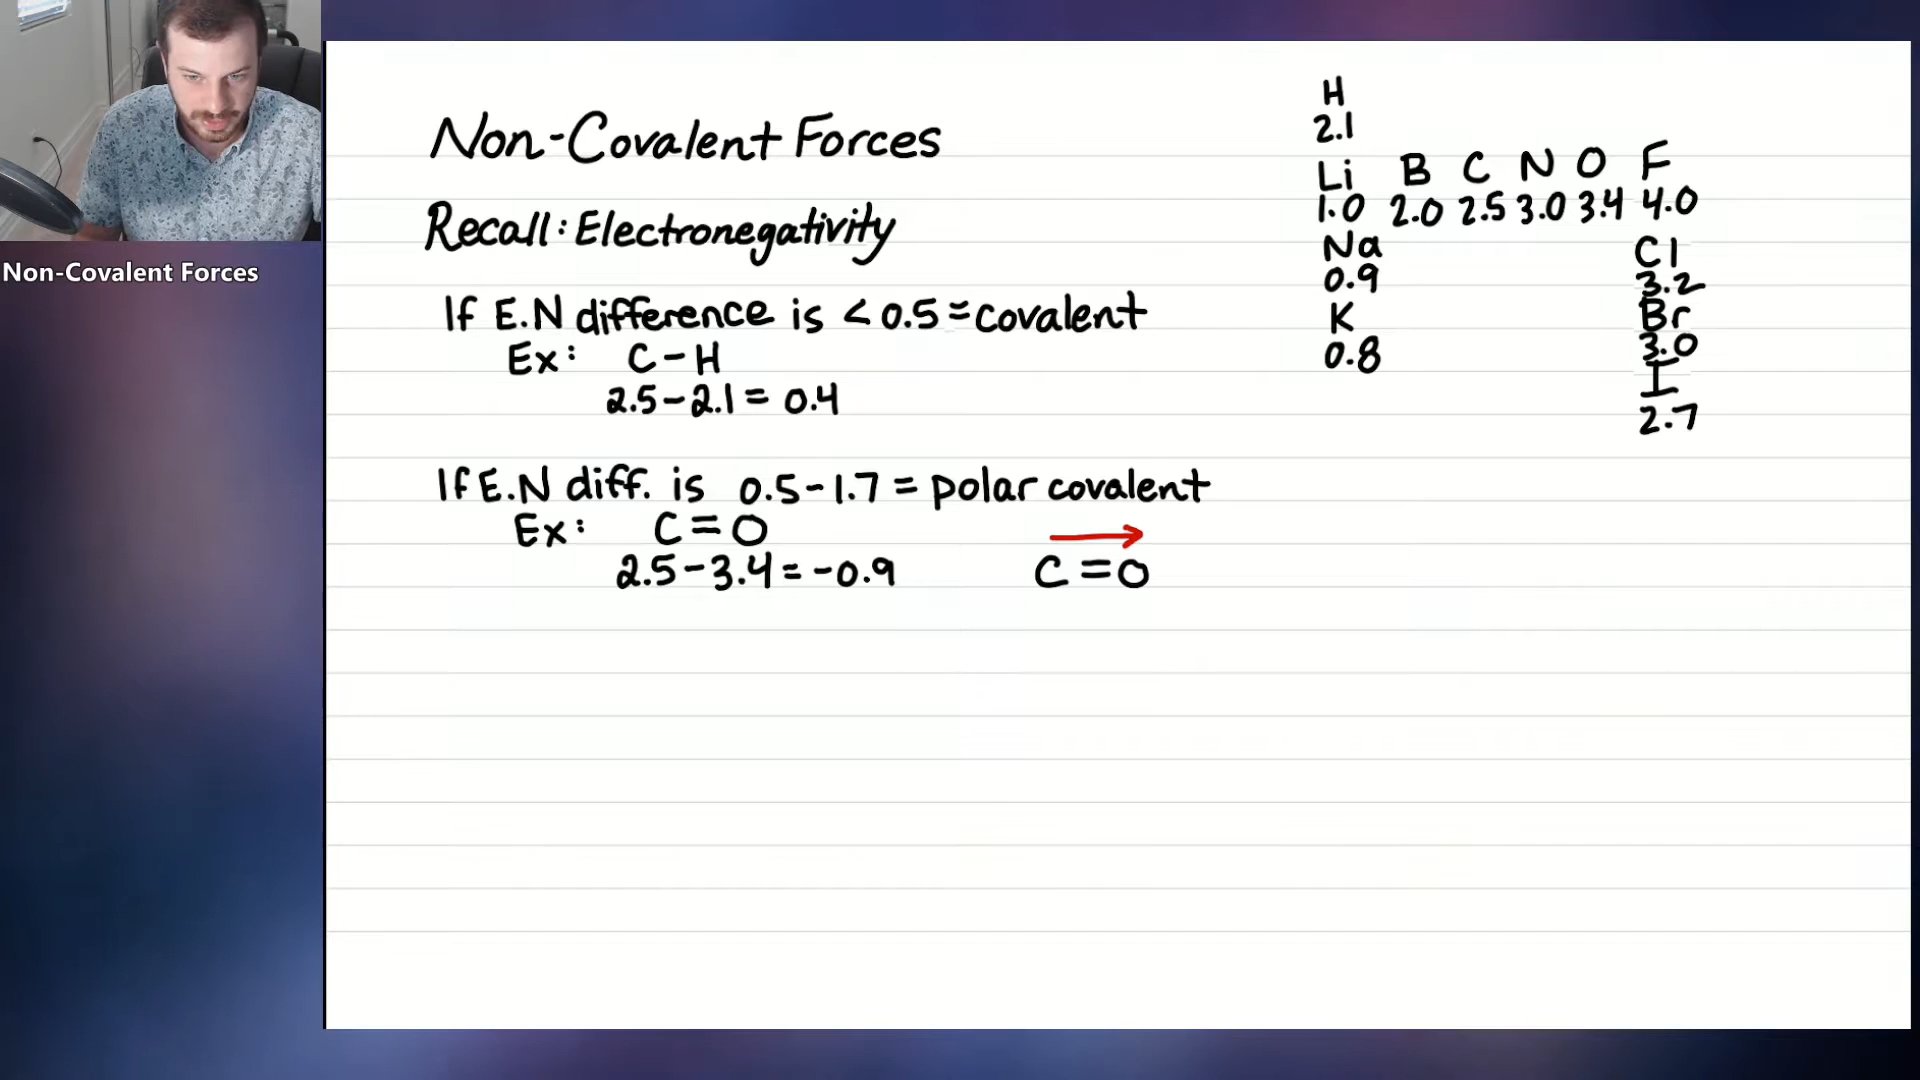 Non-Covalent Forces
Non-Covalent Forces
Recall: Electronegativity
If E.N difference is < 0.5 = covalent
Ex: C - H
2.5 - 2.1 = 0.4
If E.N diff. is 0.5 - 1.7 = polar covalent
Ex: C = O
2.5 - 3.4 = -0.9
C = O
H
2.1
Li B C N O F
1.0 2.0 2.5 3.0 3.4 4.0
Na Cl
0.9 3.2
K Br
0.8 3.0
I
2.7